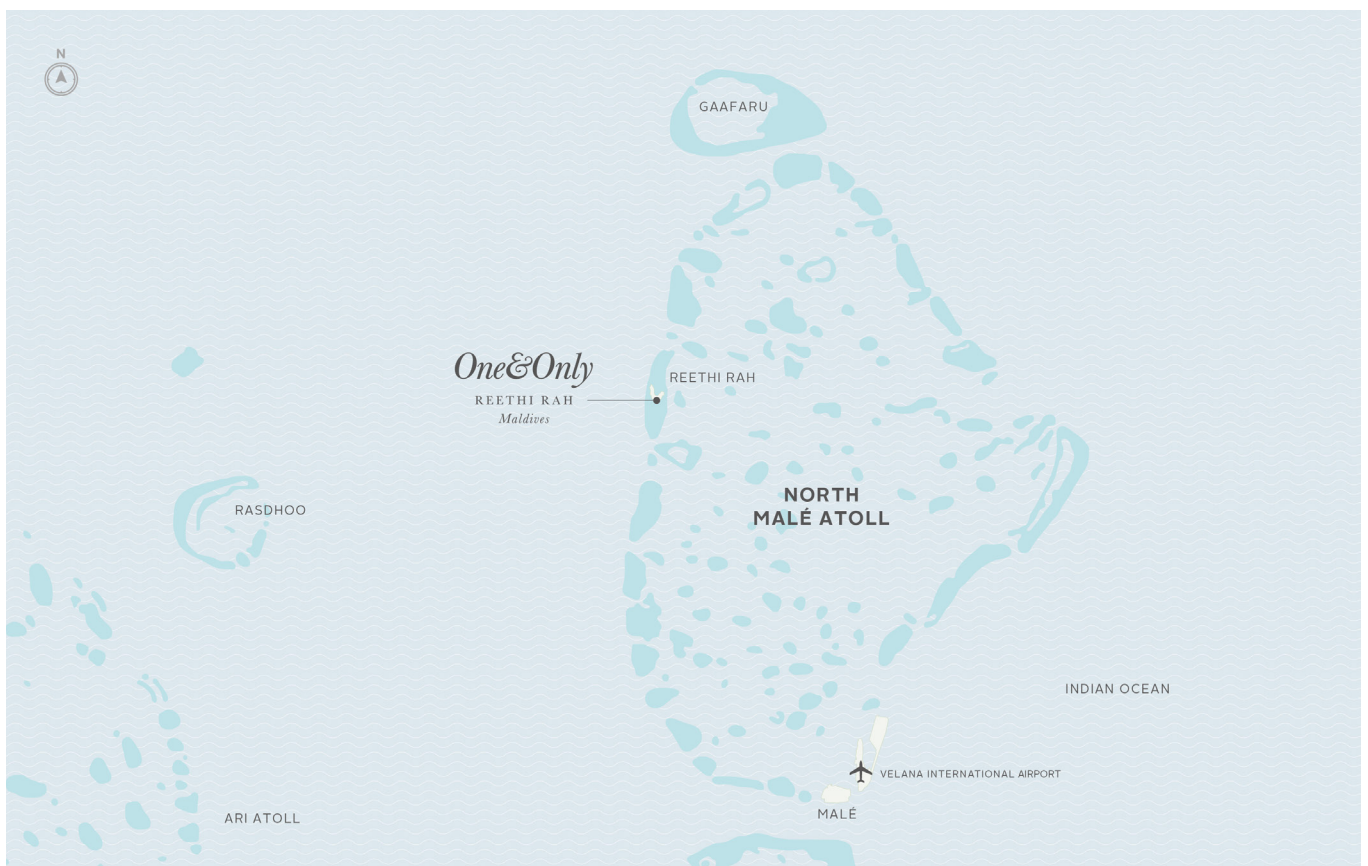 N
GAAFARU
One&Only
REETHI RAH
Maldives
REETHI RAH
NORTH
MALÉ ATOLL
RASDHOO
INDIAN OCEAN
VELANA INTERNATIONAL AIRPORT
MALÉ
ARI ATOLL